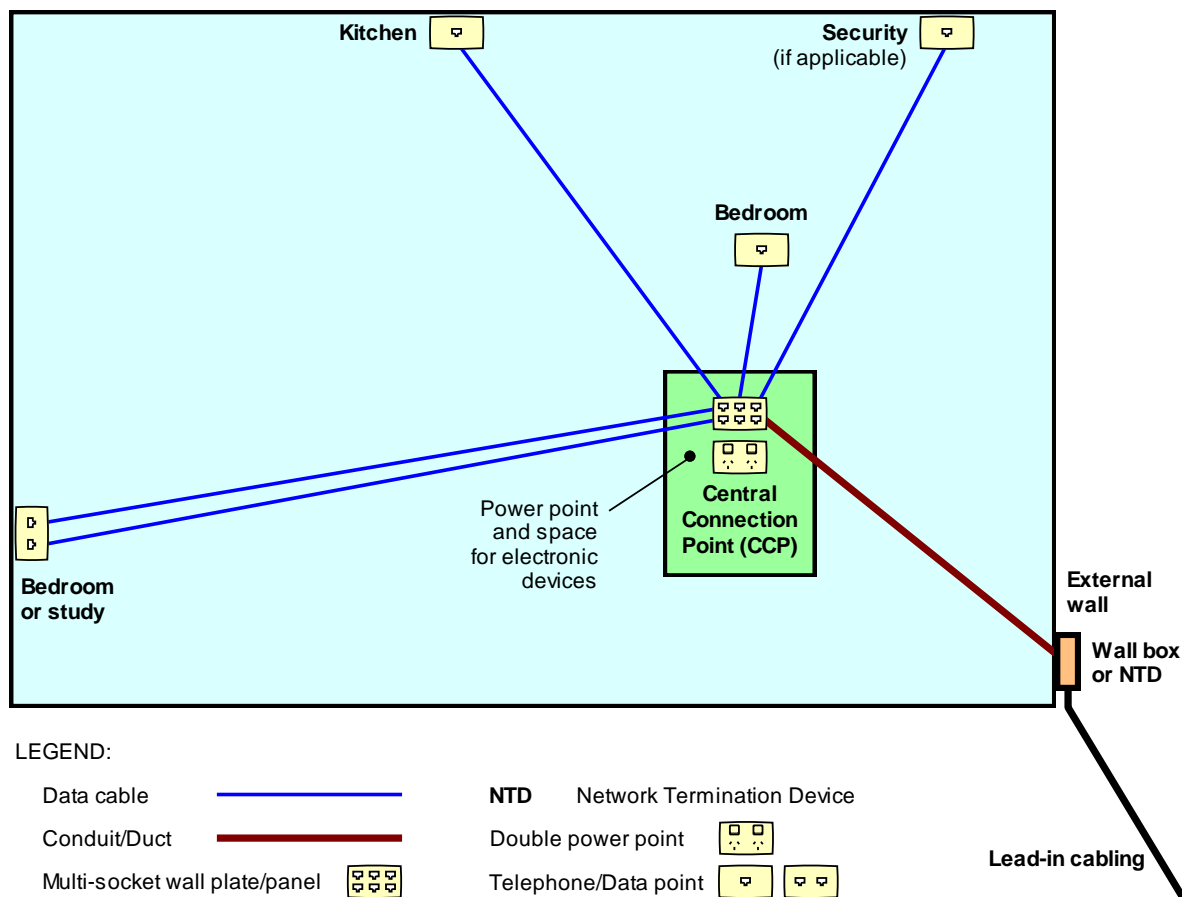 Kitchen
Security
(if applicable)
Bedroom
Power point
and space
for electronic
devices
Central
Connection
Point (CCP)
Bedroom
or study
External
wall
Wall box
or NTD
LEGEND:
Data cable
NTD Network Termination Device
Conduit/Duct
Double power point
Multi-socket wall plate/panel
Telephone/Data point
Lead-in cabling